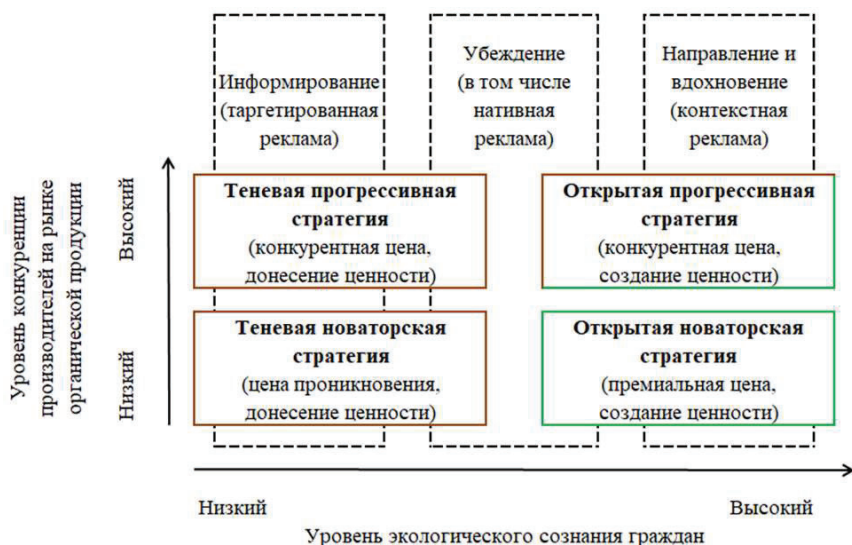 Информирование
(таргетированная
реклама)
Убеждение
(в том числе
нативная
реклама)
Направление и
вдохновение
(контекстная
реклама)
Уровень конкуренции
производителей на рынке
органической продукции
Высокий
Низкий
Теневая прогрессивная
стратегия
(конкурентная цена,
донесение ценности)
Открытая прогрессивная
стратегия
(конкурентная цена,
создание ценности)
Теневая новаторская
стратегия
(цена проникновения,
донесение ценности)
Открытая новаторская
стратегия
(премиальная цена,
создание ценности)
Низкий
Высокий
Уровень экологического сознания граждан